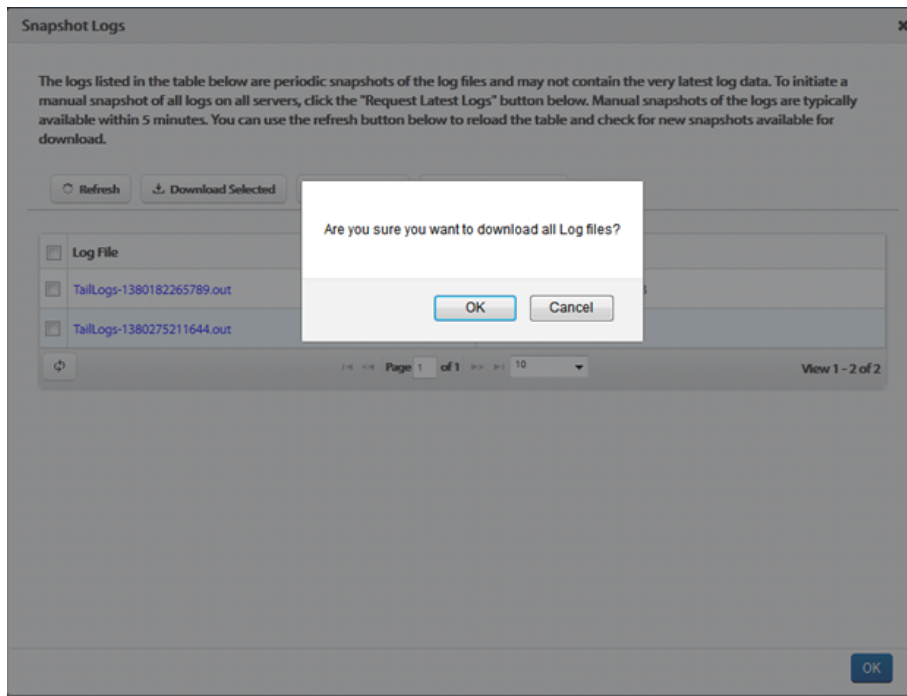 Snapshot Logs
The logs listed in the table below are periodic snapshots of the log files and may not contain the very latest log data. To initiate a
manual snapshot of all logs on all servers, click the "Request Latest Logs" button below. Manual snapshots of the logs are typically
available within 5 minutes. You can use the refresh button below to reload the table and check for new snapshots available for
download.
Refresh Download Selected
Are you sure you want to download all Log files?
Log File
TailLogs-1380182265789.out
OK Cancel
TailLogs-1380275211644.out
Page 1 of 1 10 View 1 - 2 of 2
OK